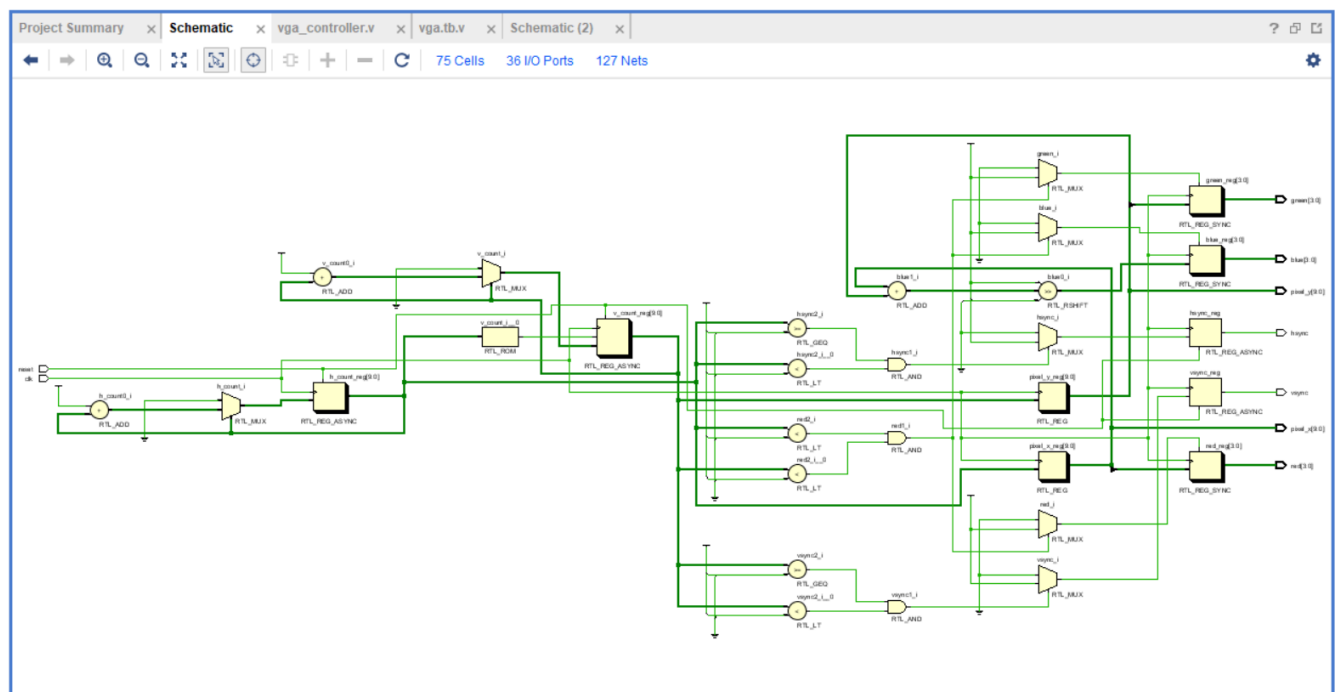 Project Summary × Schematic × vga_controller.v × vga.tb.v × Schematic (2) × ?
75 Cells 36 I/O Ports 127 Nets
green_i
RTL_MUX
green_reg[3:0]
RTL_REG_SYNC
green[3:0]
blue_i
RTL_MUX
blue_reg[3:0]
RTL_REG_SYNC
blue[3:0]
v_count0_i
RTL_ADD
v_count_i
RTL_MUX
blue1_i
RTL_ADD
blue0_i
RTL_RSHIFT
pixel_y[9:0]
v_count_i__0
RTL_ROM
v_count_reg[9:0]
RTL_REG_ASYNC
hsync2_i
RTL_GEQ
hsync2_i__0
RTL_LT
hsync1_i
RTL_AND
hsync_i
RTL_MUX
hsync_reg
RTL_REG_ASYNC
hsync
reset
clk
h_count0_i
RTL_ADD
h_count_i
RTL_MUX
h_count_reg[9:0]
RTL_REG_ASYNC
pixel_y_reg[9:0]
RTL_REG
vsync_reg
RTL_REG_ASYNC
vsync
red2_i
RTL_LT
red2_i__0
RTL_LT
red1_i
RTL_AND
pixel_x_reg[9:0]
RTL_REG
pixel_x[9:0]
red_reg[3:0]
RTL_REG_SYNC
red[3:0]
red_i
RTL_MUX
vsync2_i
RTL_GEQ
vsync2_i__0
RTL_LT
vsync1_i
RTL_AND
vsync_i
RTL_MUX